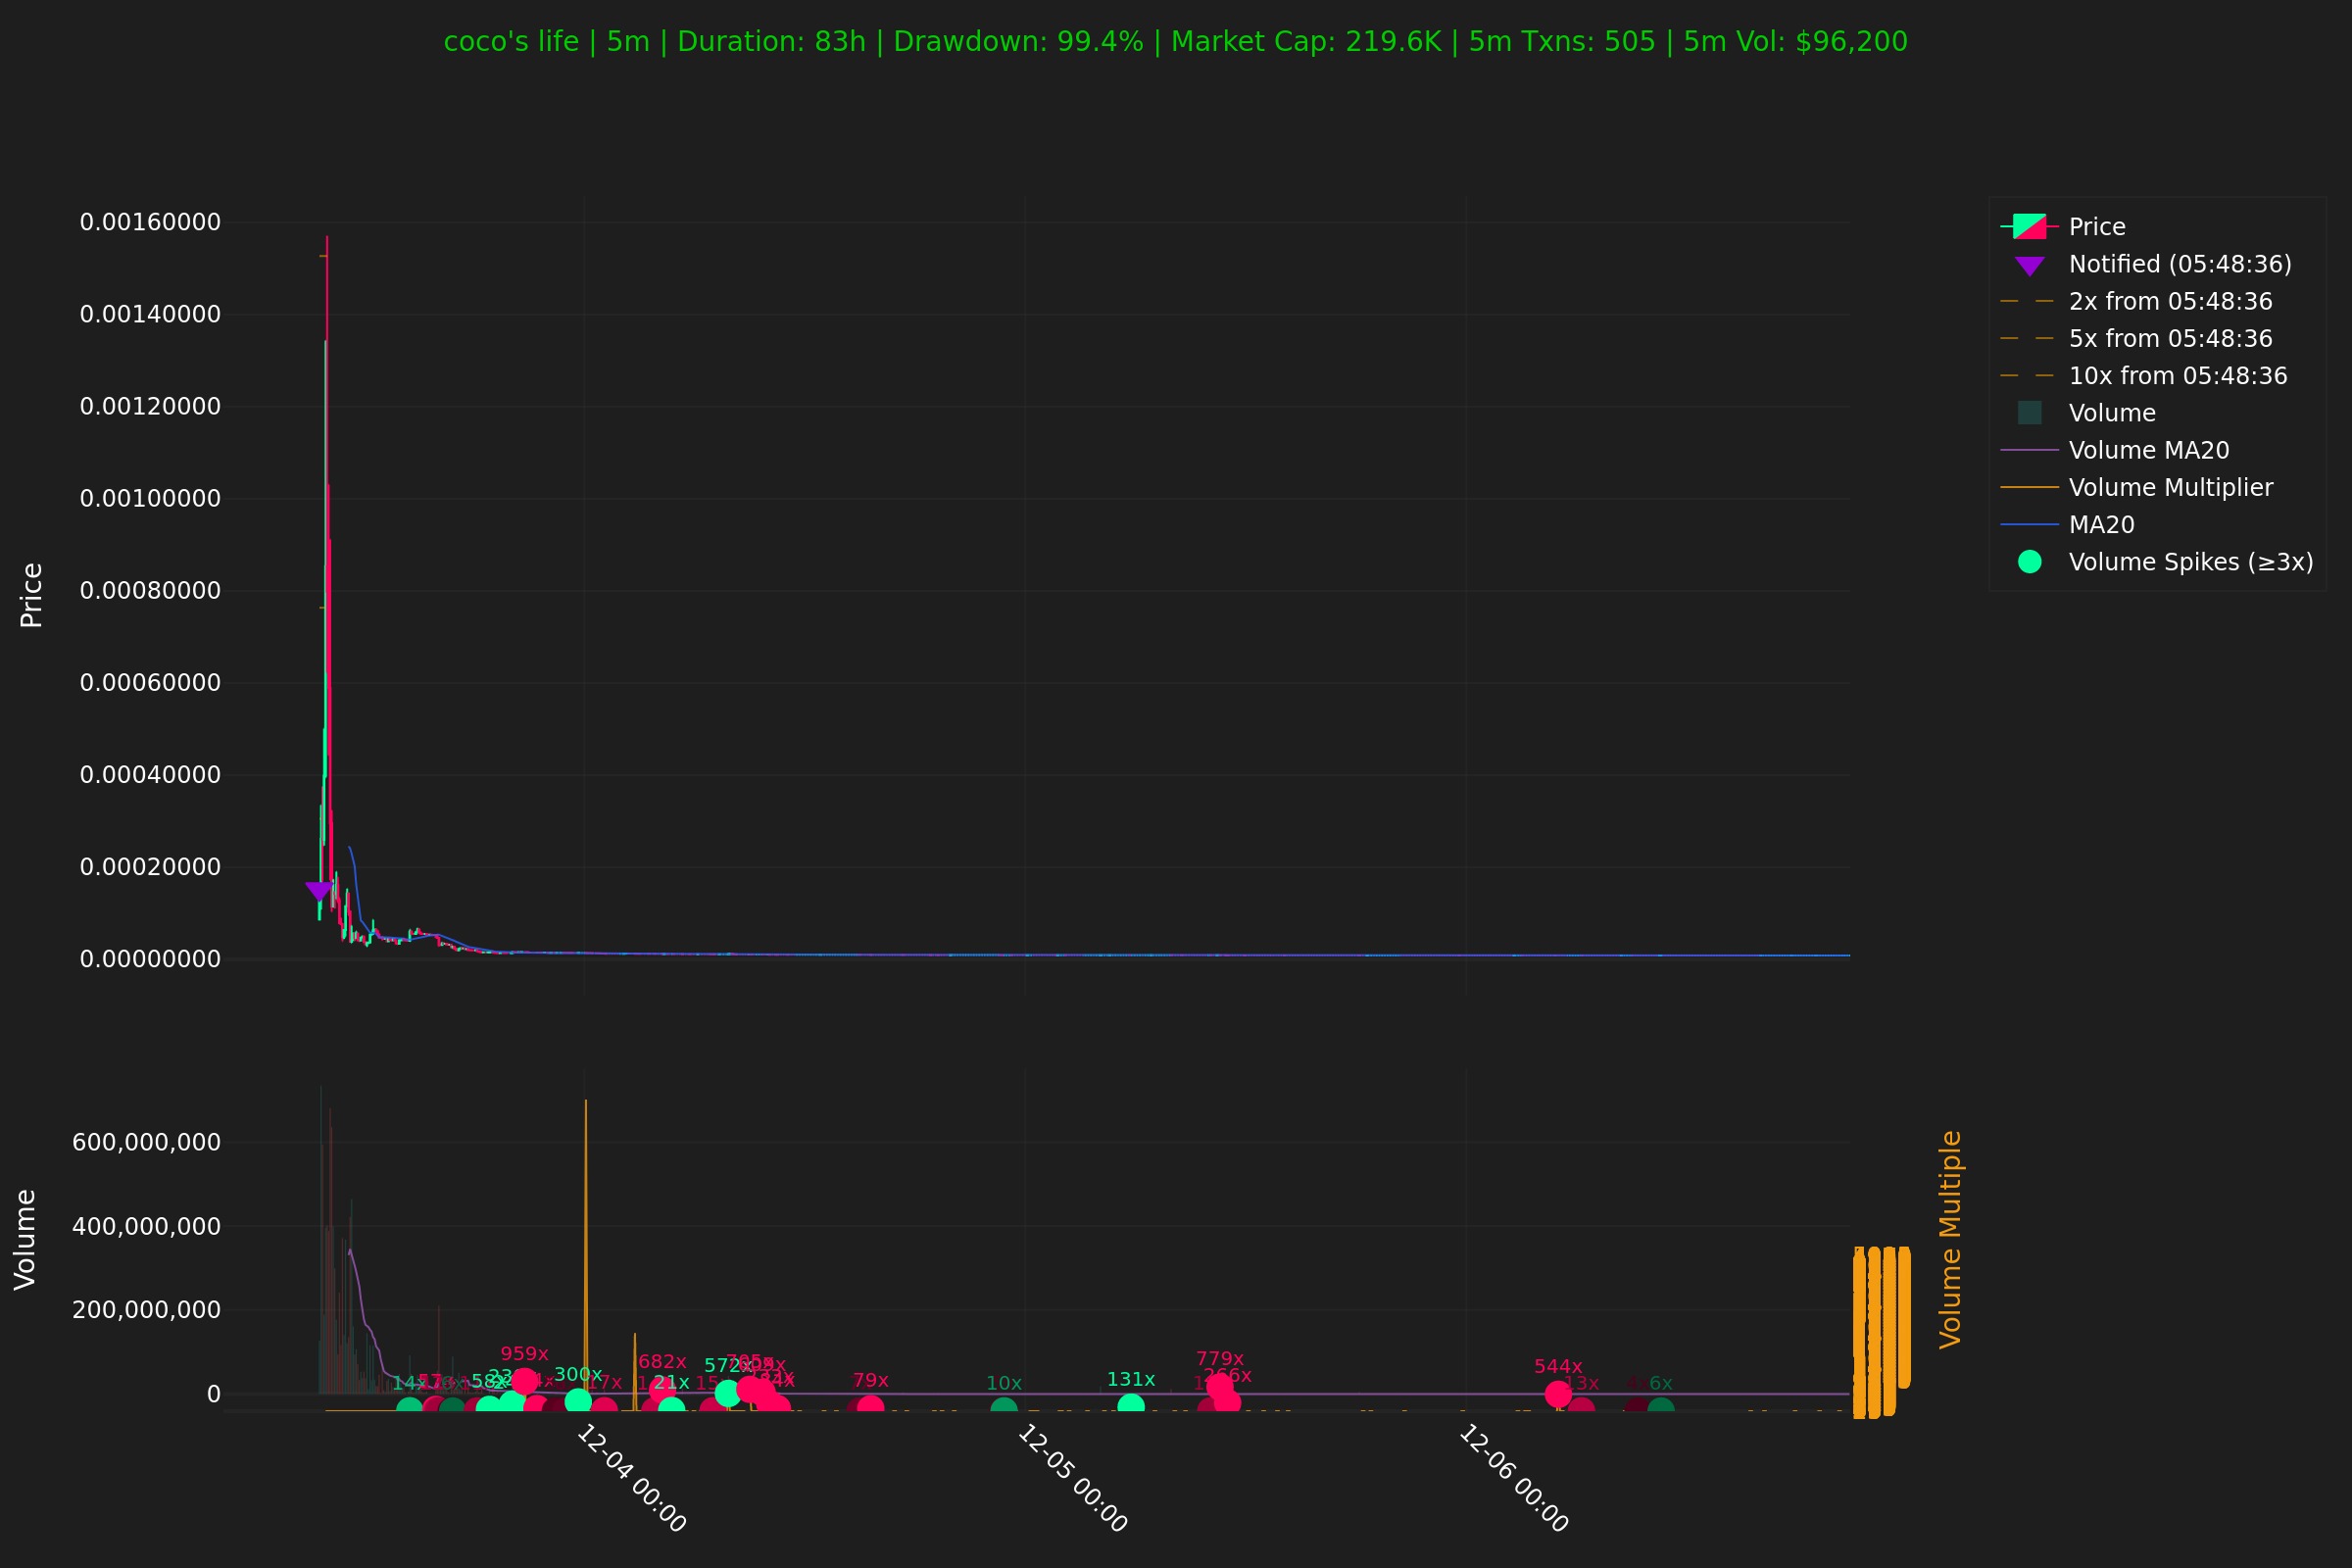 coco's life | 5m | Duration: 83h | Drawdown: 99.4% | Market Cap: 219.6K | 5m Txns: 505 | 5m Vol: $96,200
Price
0.00160000
0.00140000
0.00120000
0.00100000
0.00080000
0.00060000
0.00040000
0.00020000
0.00000000
Price
Notified (05:48:36)
2x from 05:48:36
5x from 05:48:36
10x from 05:48:36
Volume
Volume MA20
Volume Multiplier
MA20
Volume Spikes (≥3x)
Volume
600,000,000
400,000,000
200,000,000
0
14x
58x
959x
300x
17x
682x
21x
572x
79x
10x
131x
779x
266x
544x
13x
6x
Volume Multiple
12-04 00:00
12-05 00:00
12-06 00:00